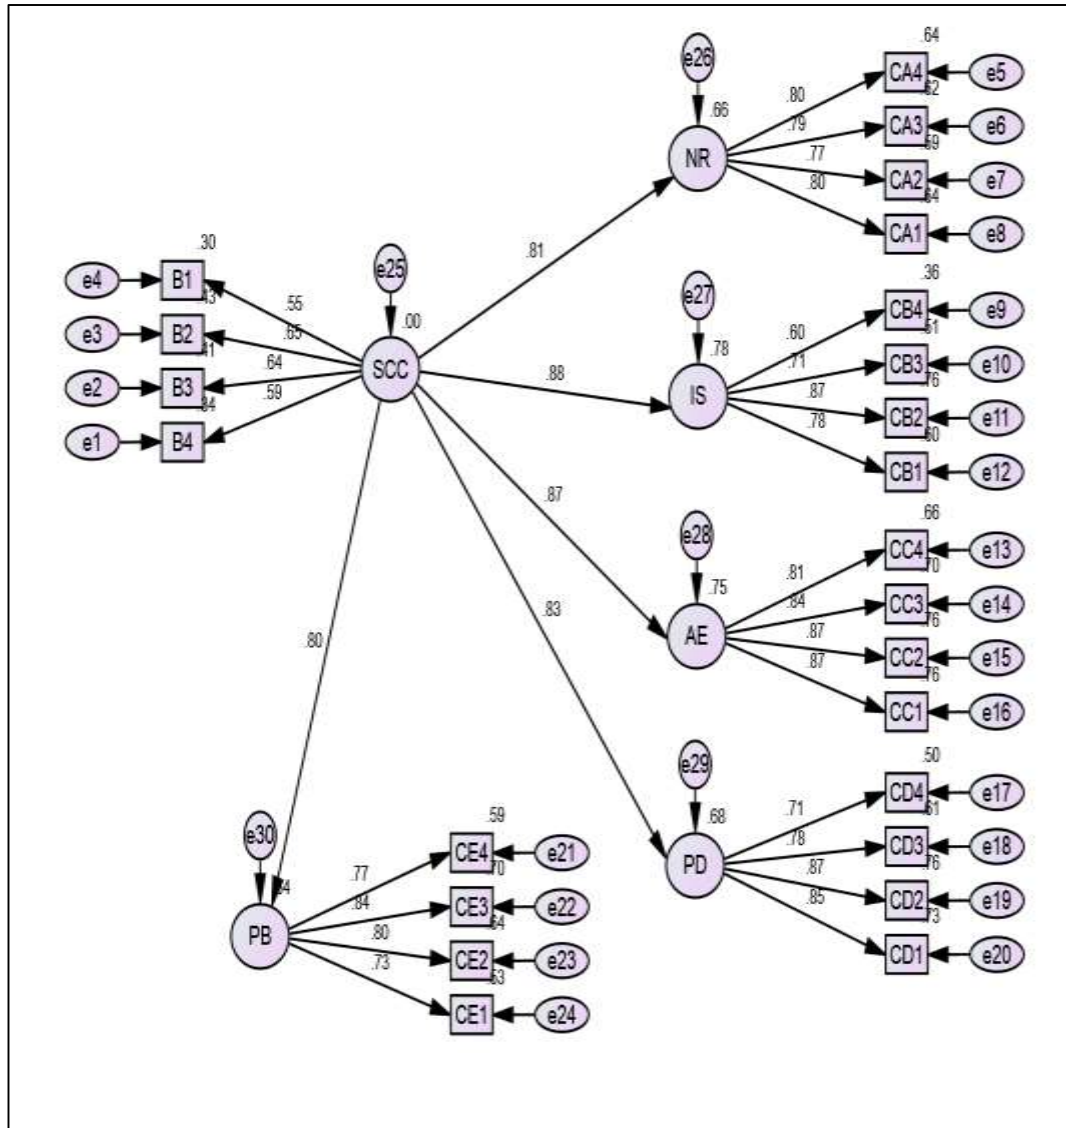 .64
e26
CA4
e5
.80
.62
.66
.79
CA3
e6
.59
NR
.77
CA2
e7
.80
.64
CA1
e8
.30
.81
e25
e4
B1
.36
.43
.55
e27
CB4
e9
.00
.60
.51
e3
B2
.65
.78
.71
CB3
e10
.41
.64
SCC
.88
.76
e2
B3
.59
IS
.87
CB2
e11
.34
.78
.60
e1
B4
CB1
e12
.87
.66
e28
CC4
e13
.81
.70
.75
.84
CC3
e14
.83
.76
.80
AE
.87
CC2
e15
.87
.76
CC1
e16
.50
e29
CD4
e17
.71
.61
.59
.68
.78
CD3
e18
e30
CE4
e21
PD
.87
.76
.77
.70
CD2
e19
.84
CE3
e22
.85
.73
PB
.80
.64
CD1
e20
CE2
e23
.73
.53
CE1
e24